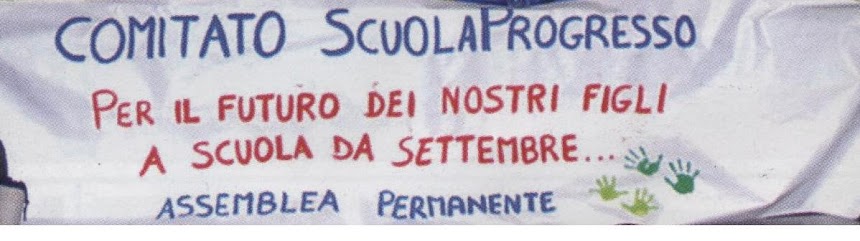 COMITATO SCUOLAPROGRESSO
PER IL FUTURO DEI NOSTRI FIGLI
A SCUOLA DA SETTEMBRE...
ASSEMBLEA PERMANENTE